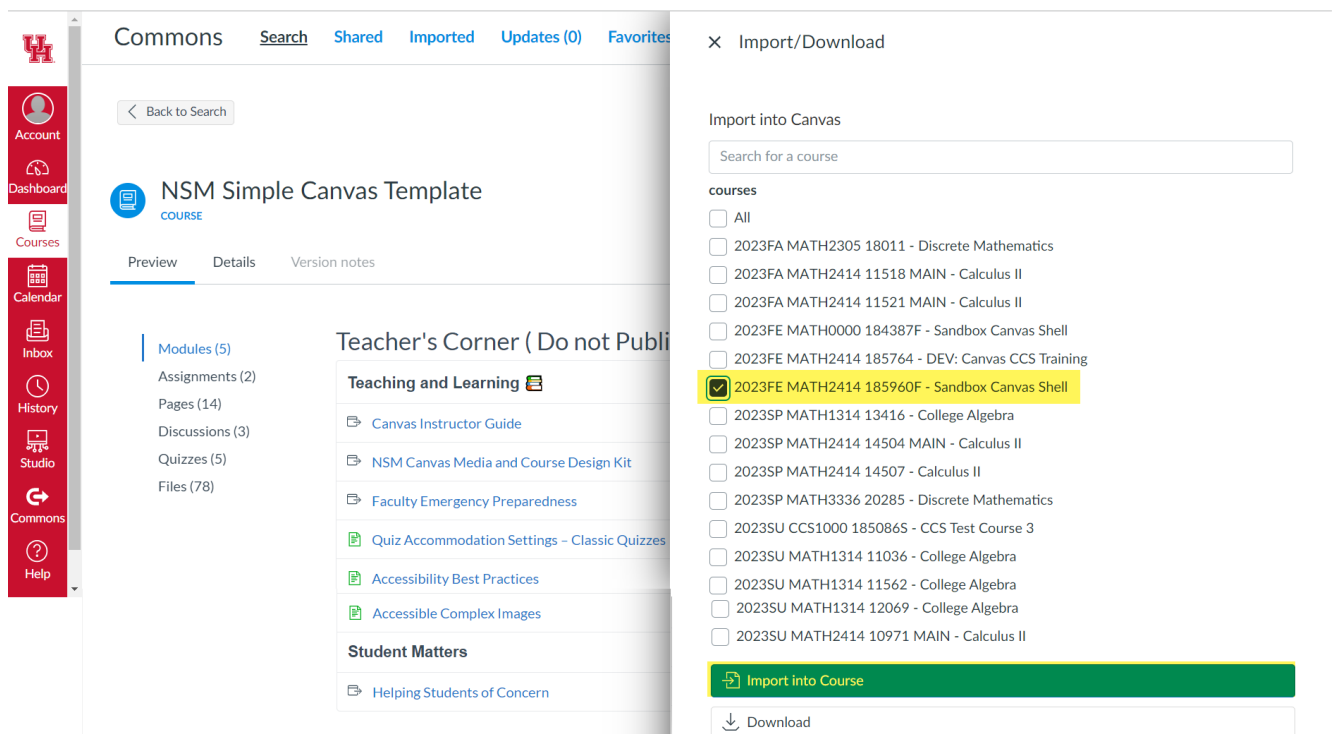 UH
Account
Dashboard
Courses
Calendar
Inbox
History
Studio
Commons
Help
Commons Search Shared Imported Updates (0) Favorites
Back to Search
NSM Simple Canvas Template
COURSE
Preview Details Version notes
Modules (5)
Assignments (2)
Pages (14)
Discussions (3)
Quizzes (5)
Files (78)
Teacher's Corner ( Do not Publi
Teaching and Learning
Canvas Instructor Guide
NSM Canvas Media and Course Design Kit
Faculty Emergency Preparedness
Quiz Accommodation Settings – Classic Quizzes
Accessibility Best Practices
Accessible Complex Images
Student Matters
Helping Students of Concern
Import/Download
Import into Canvas
Search for a course
courses
All
2023FA MATH2305 18011 - Discrete Mathematics
2023FA MATH2414 11518 MAIN - Calculus II
2023FA MATH2414 11521 MAIN - Calculus II
2023FE MATH0000 184387F - Sandbox Canvas Shell
2023FE MATH2414 185764 - DEV: Canvas CCS Training
2023FE MATH2414 185960F - Sandbox Canvas Shell
2023SP MATH1314 13416 - College Algebra
2023SP MATH2414 14504 MAIN - Calculus II
2023SP MATH2414 14507 - Calculus II
2023SP MATH3336 20285 - Discrete Mathematics
2023SU CCS1000 185086S - CCS Test Course 3
2023SU MATH1314 11036 - College Algebra
2023SU MATH1314 11562 - College Algebra
2023SU MATH1314 12069 - College Algebra
2023SU MATH2414 10971 MAIN - Calculus II
Import into Course
Download